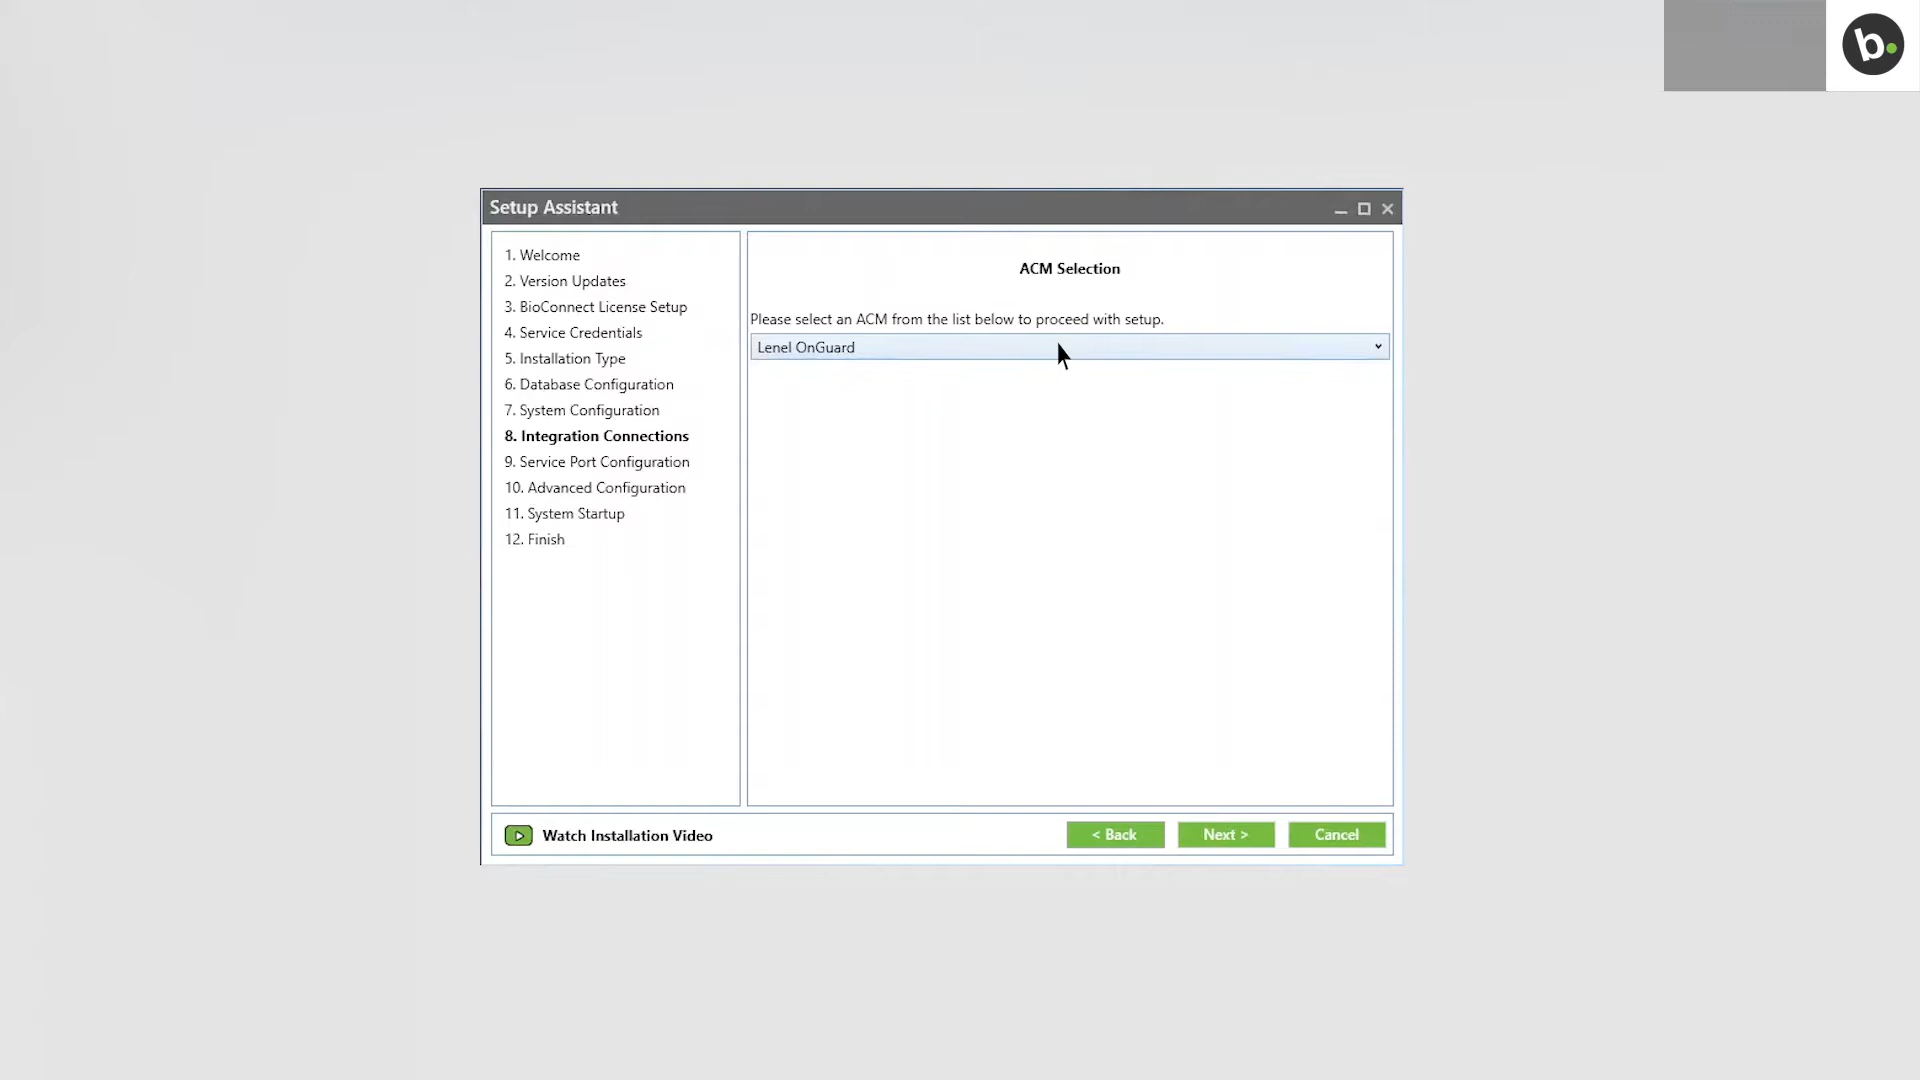 b.
Setup Assistant
1. Welcome
2. Version Updates
3. BioConnect License Setup
4. Service Credentials
5. Installation Type
6. Database Configuration
7. System Configuration
8. Integration Connections
9. Service Port Configuration
10. Advanced Configuration
11. System Startup
12. Finish
ACM Selection
Please select an ACM from the list below to proceed with setup.
Lenel OnGuard
Watch Installation Video
< Back
Next >
Cancel